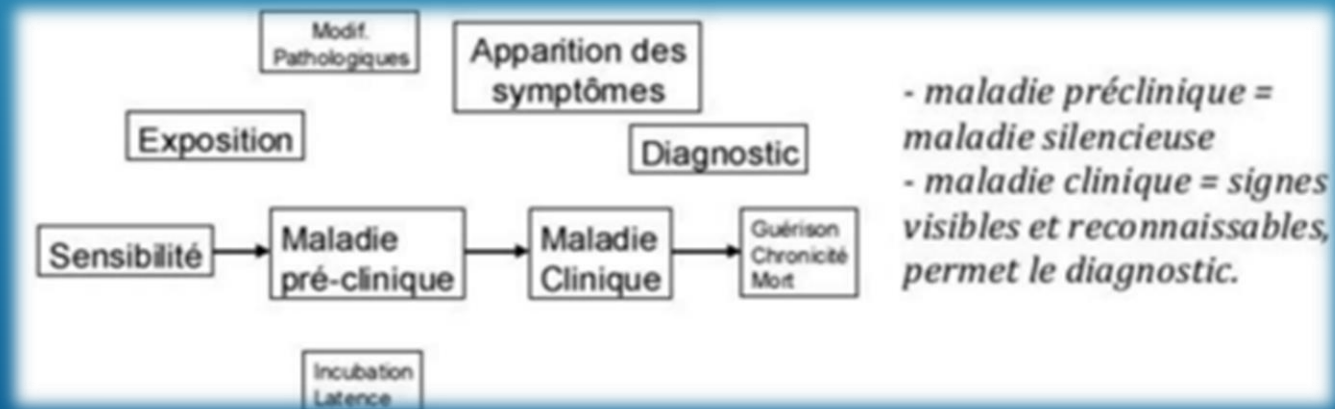 Modif.
Pathologiques
Apparition des
symptômes
Exposition
Diagnostic
Sensibilité
Maladie
pré-clinique
Maladie
Clinique
Guérison
Chronicité
Mort
Incubation
Latence
- maladie préclinique =
maladie silencieuse
- maladie clinique = signes
visibles et reconnaissables,
permet le diagnostic.